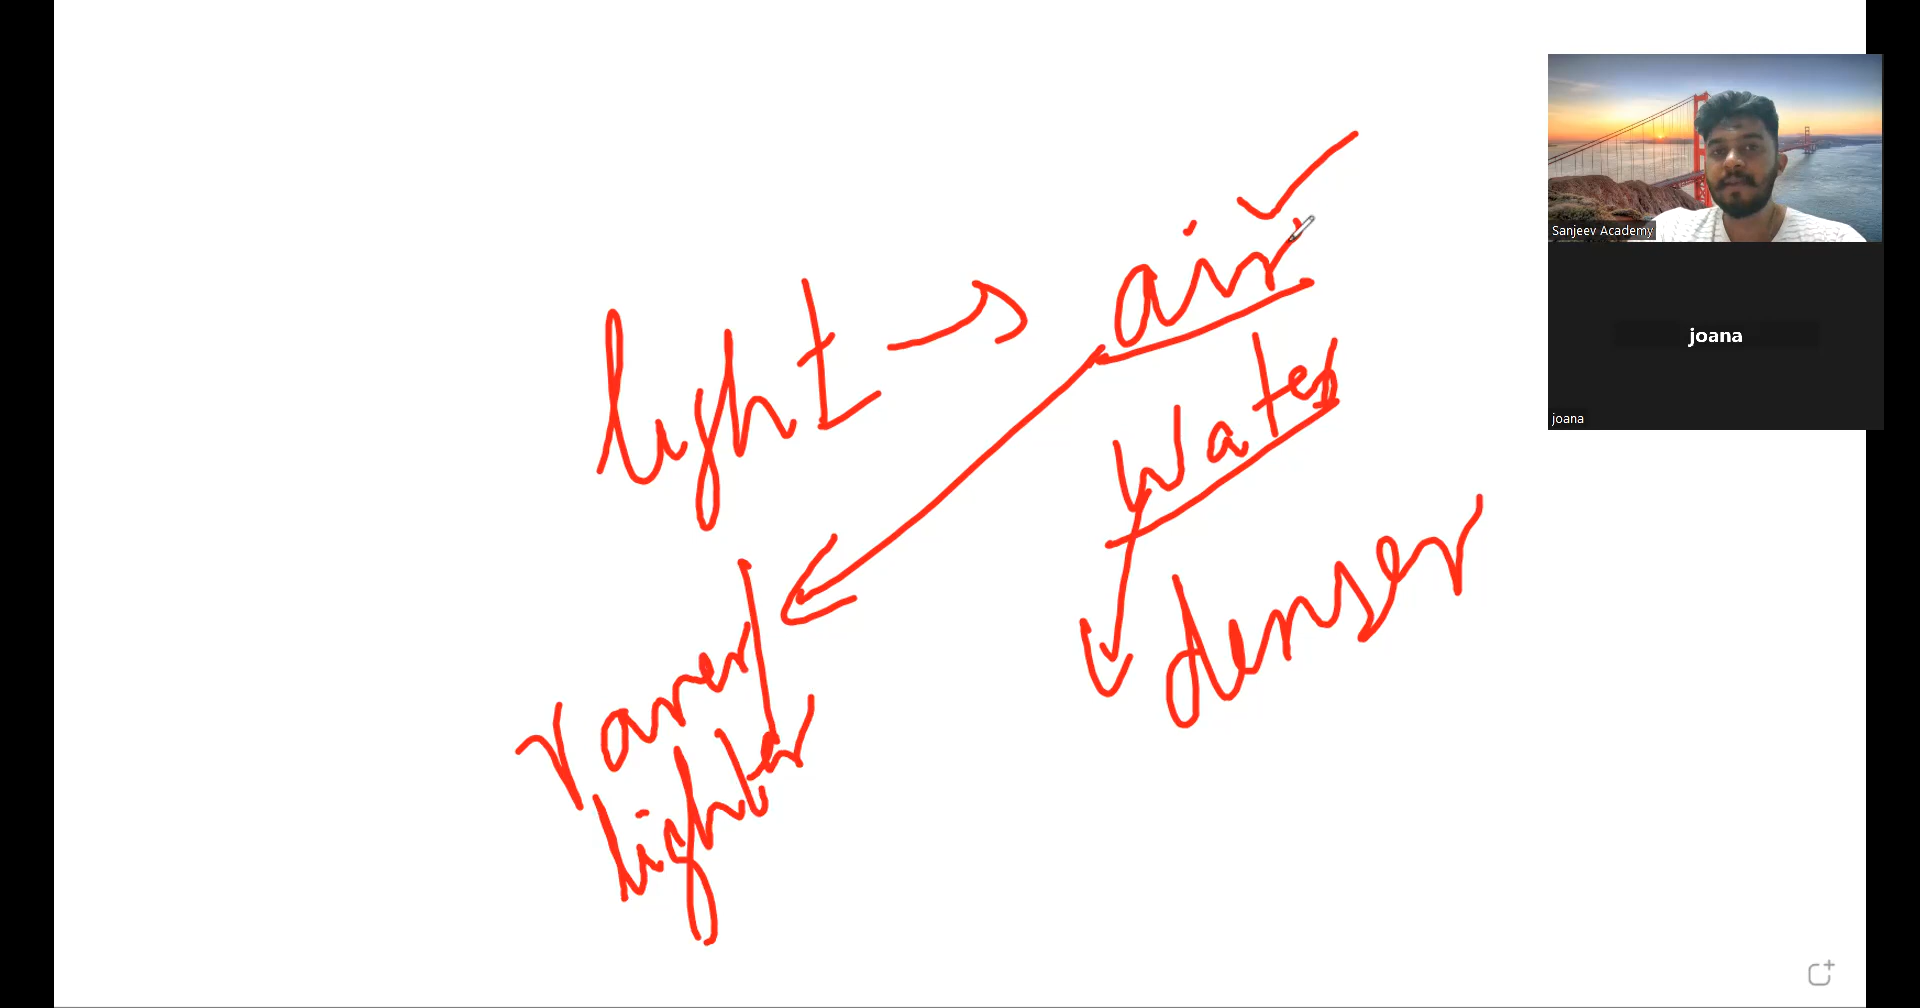 light → air ✓
water
denser
rarer/
lighter
Sanjeev Academy
joana
joana